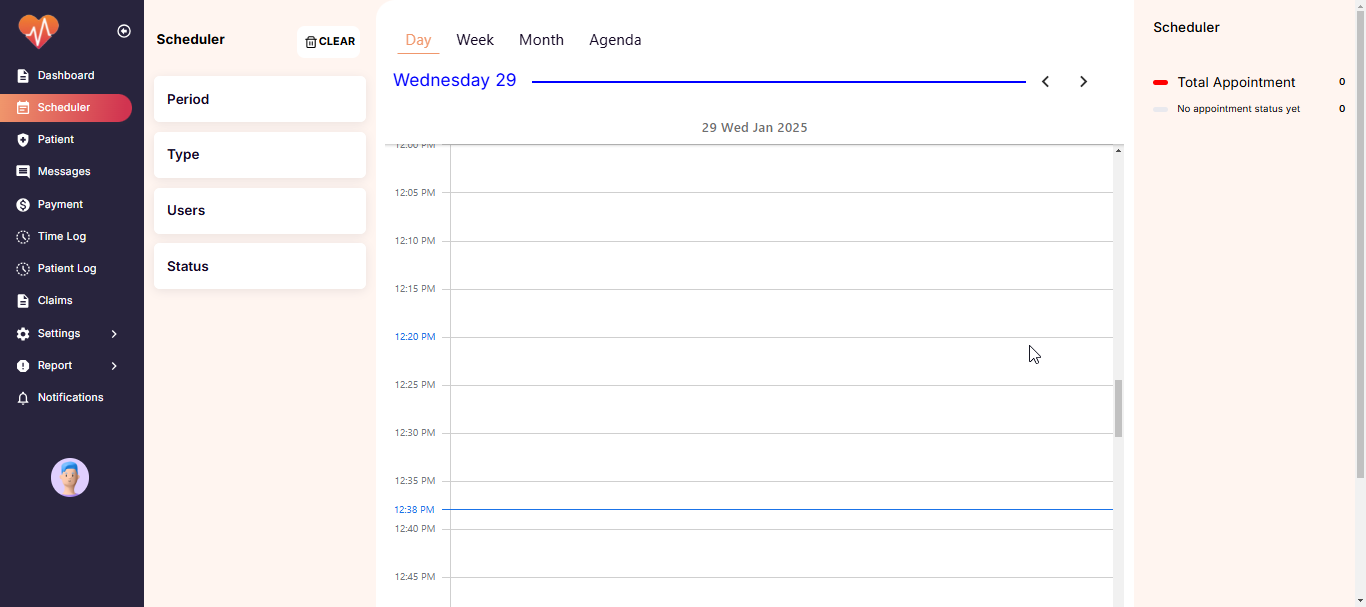 Dashboard
Scheduler
Patient
Messages
Payment
Time Log
Patient Log
Claims
Settings
Report
Notifications
Scheduler
CLEAR
Period
Type
Users
Status
Day Week Month Agenda
Wednesday 29
29 Wed Jan 2025
12:00 PM
12:05 PM
12:10 PM
12:15 PM
12:20 PM
12:25 PM
12:30 PM
12:35 PM
12:38 PM
12:40 PM
12:45 PM
Scheduler
Total Appointment 0
No appointment status yet 0